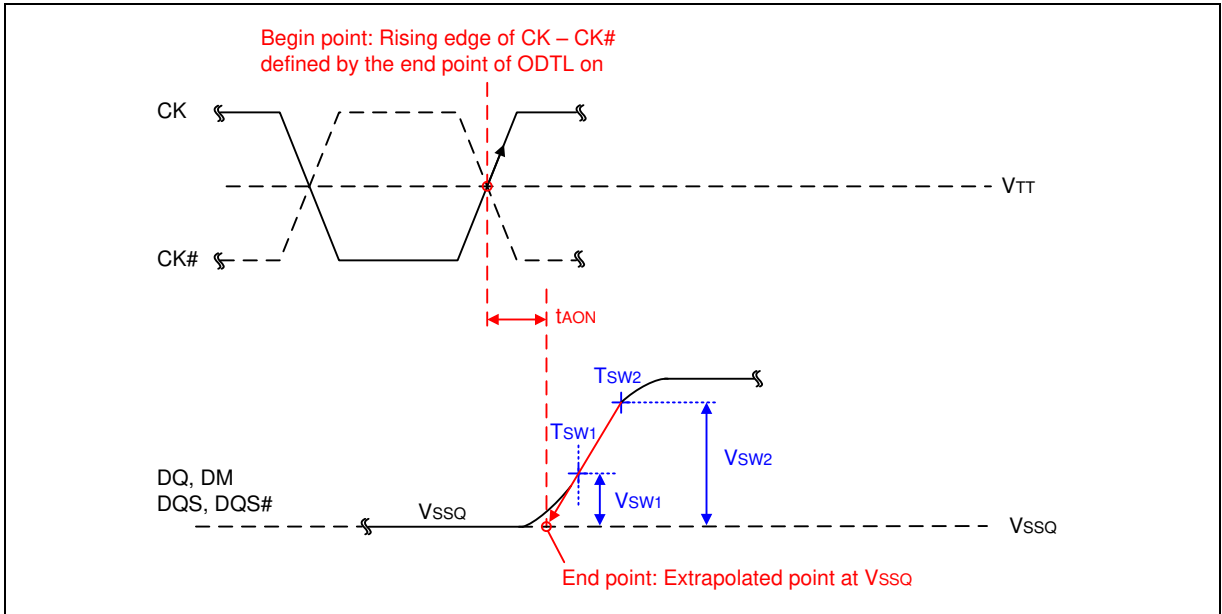 Begin point: Rising edge of CK – CK#
defined by the end point of ODTL on
CK
VTT
CK#
tAON
TSW2
TSW1
VSW2
DQ, DM
DQS, DQS#
VSSQ
VSW1
VSSQ
End point: Extrapolated point at VSSQ